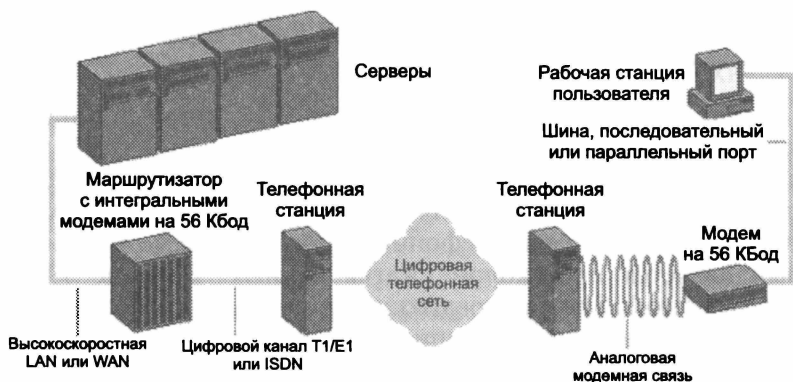 Серверы
Рабочая станция
пользователя
Шина, последовательный
или параллельный порт
Маршрутизатор
с интегральными
модемами на 56 Кбод
Телефонная
станция
Телефонная
станция
Модем
на 56 КБод
Цифровая
телефонная
сеть
Высокоскоростная
LAN или WAN
Цифровой канал T1/E1
или ISDN
Аналоговая
модемная связь